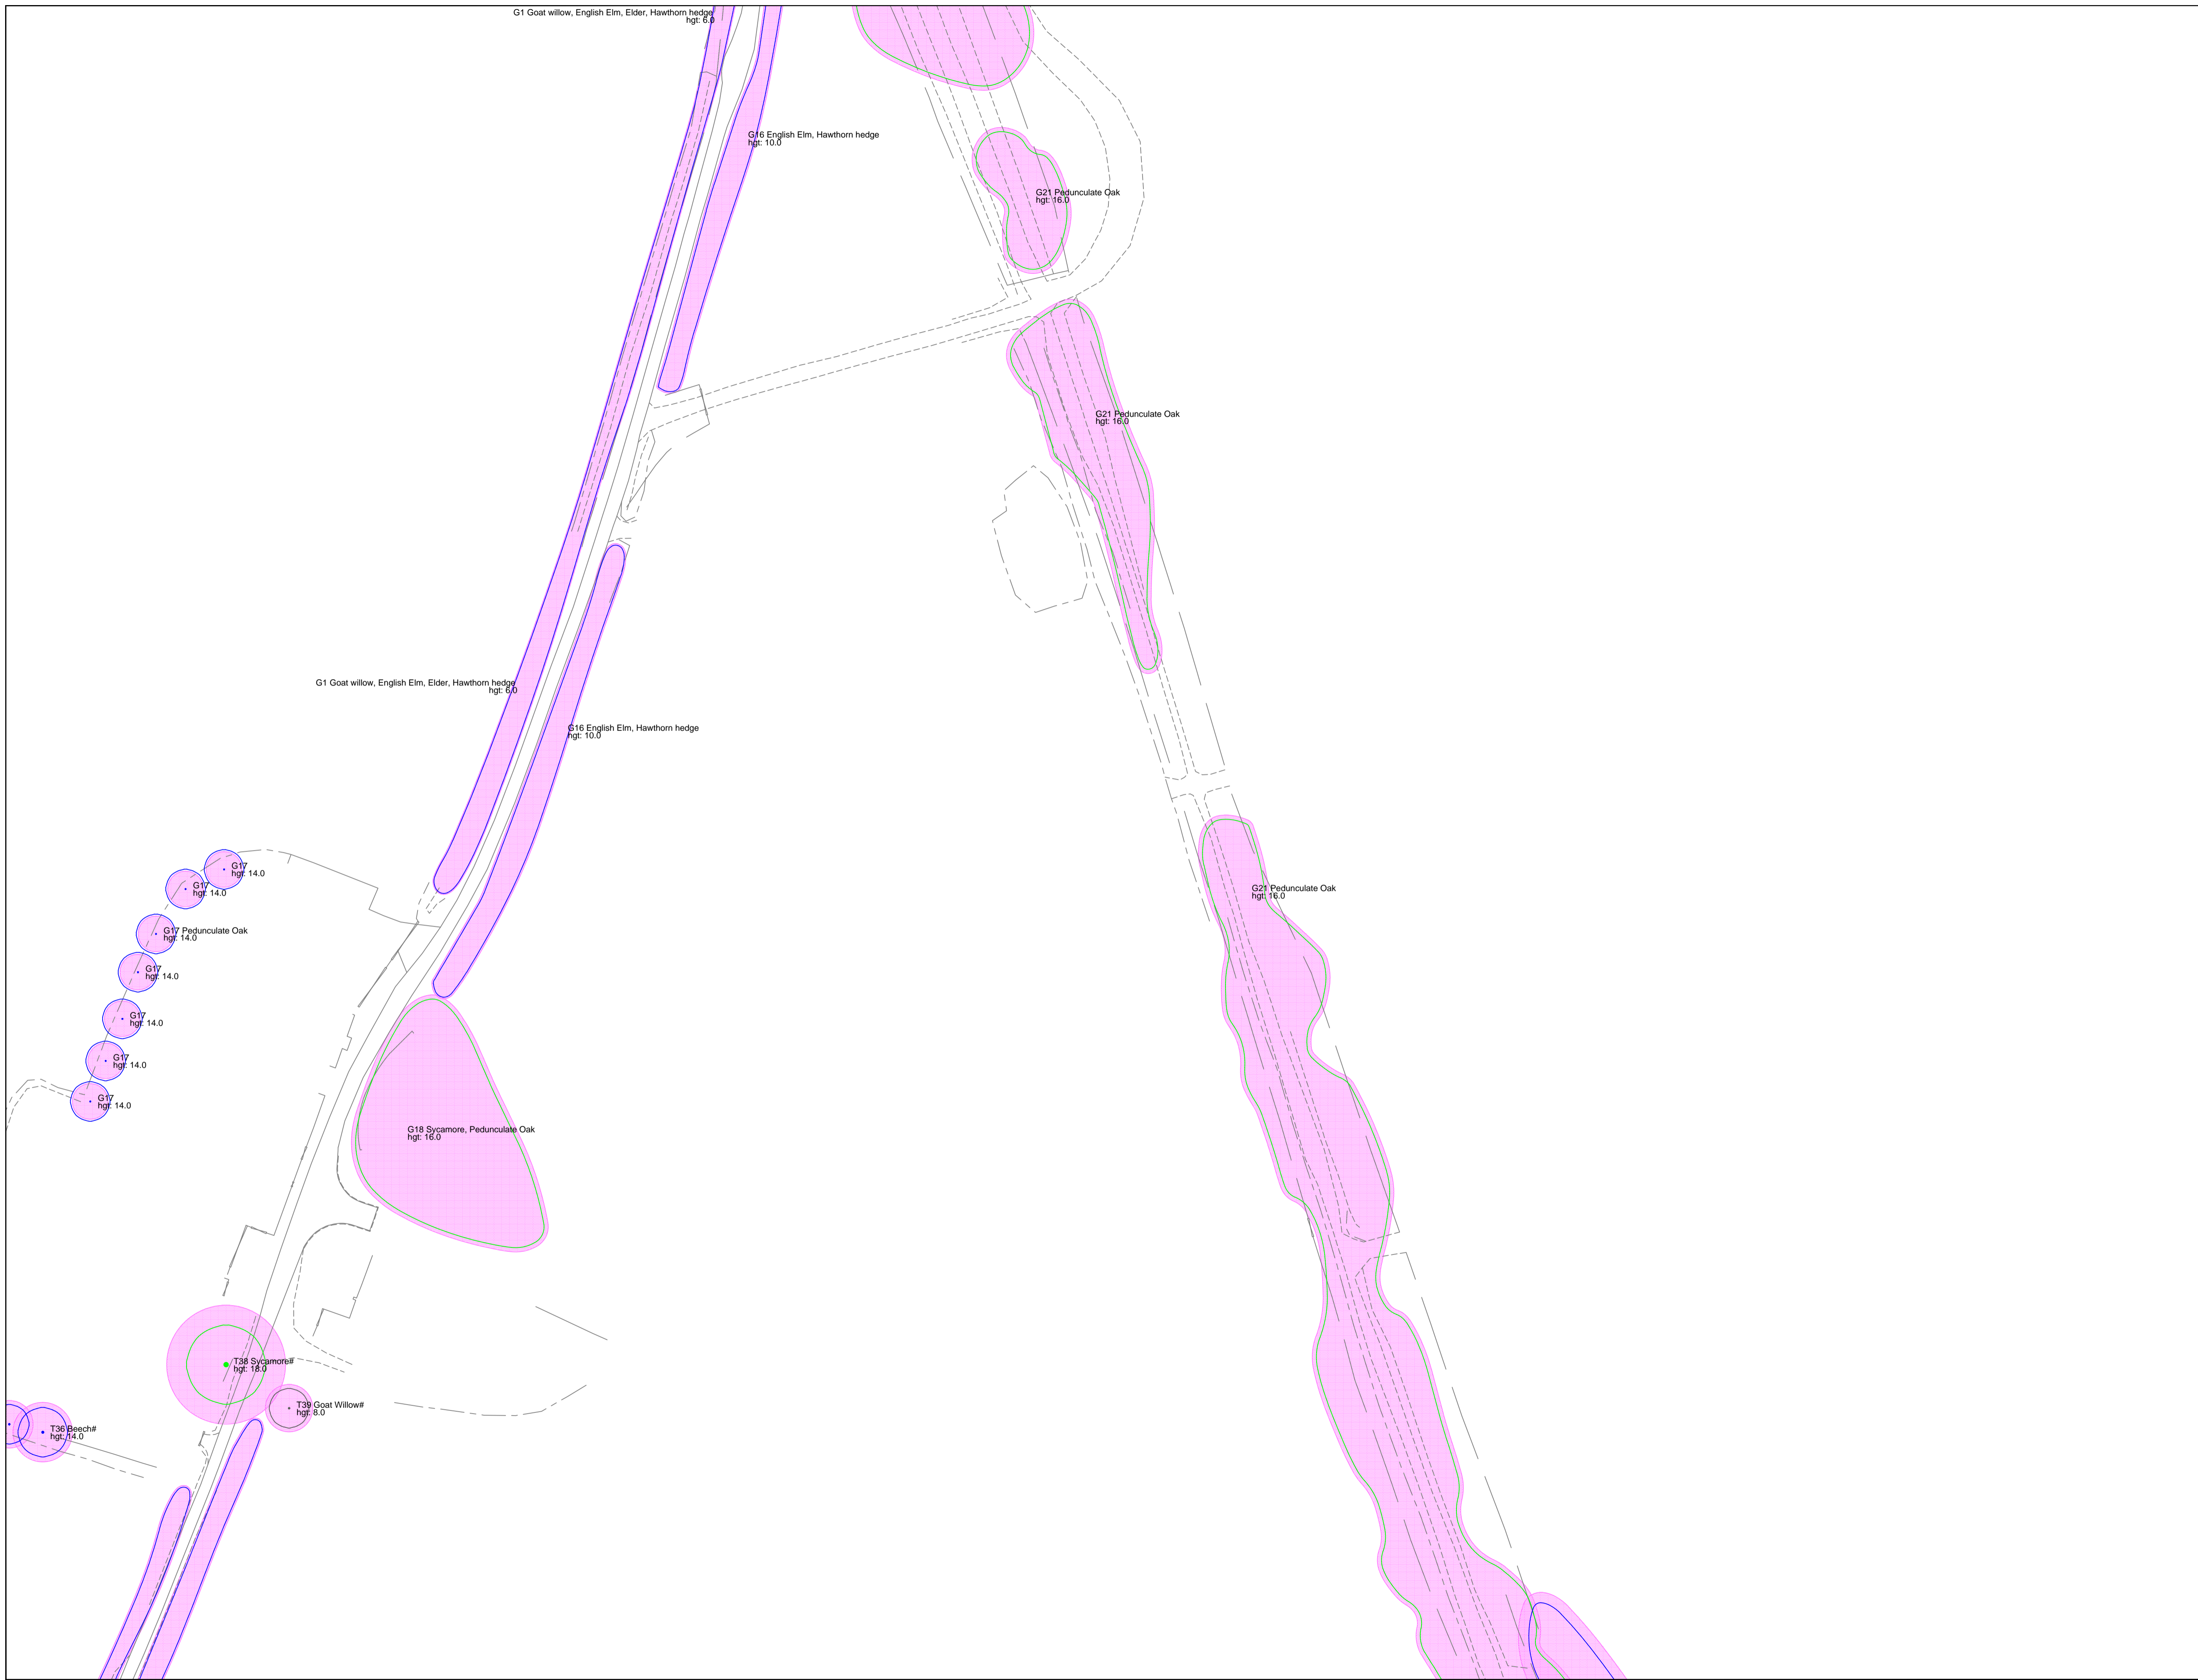 G1 Goat willow, English Elm, Elder, Hawthorn hedge
hgt: 6.0
G16 English Elm, Hawthorn hedge
hgt: 10.0
G21 Pedunculate Oak
hgt: 16.0
G21 Pedunculate Oak
hgt: 16.0
G1 Goat willow, English Elm, Elder, Hawthorn hedge
hgt: 6.0
G16 English Elm, Hawthorn hedge
hgt: 10.0
G17
hgt: 14.0
G17
hgt: 14.0
G21 Pedunculate Oak
hgt: 16.0
G17 Pedunculate Oak
hgt: 14.0
G17
hgt: 14.0
G17
hgt: 14.0
G17
hgt: 14.0
G17
hgt: 14.0
G18 Sycamore, Pedunculate Oak
hgt: 16.0
T38 Sycamore#
hgt: 18.0
T39 Goat Willow#
hgt: 8.0
T36 Beech#
hgt: 14.0